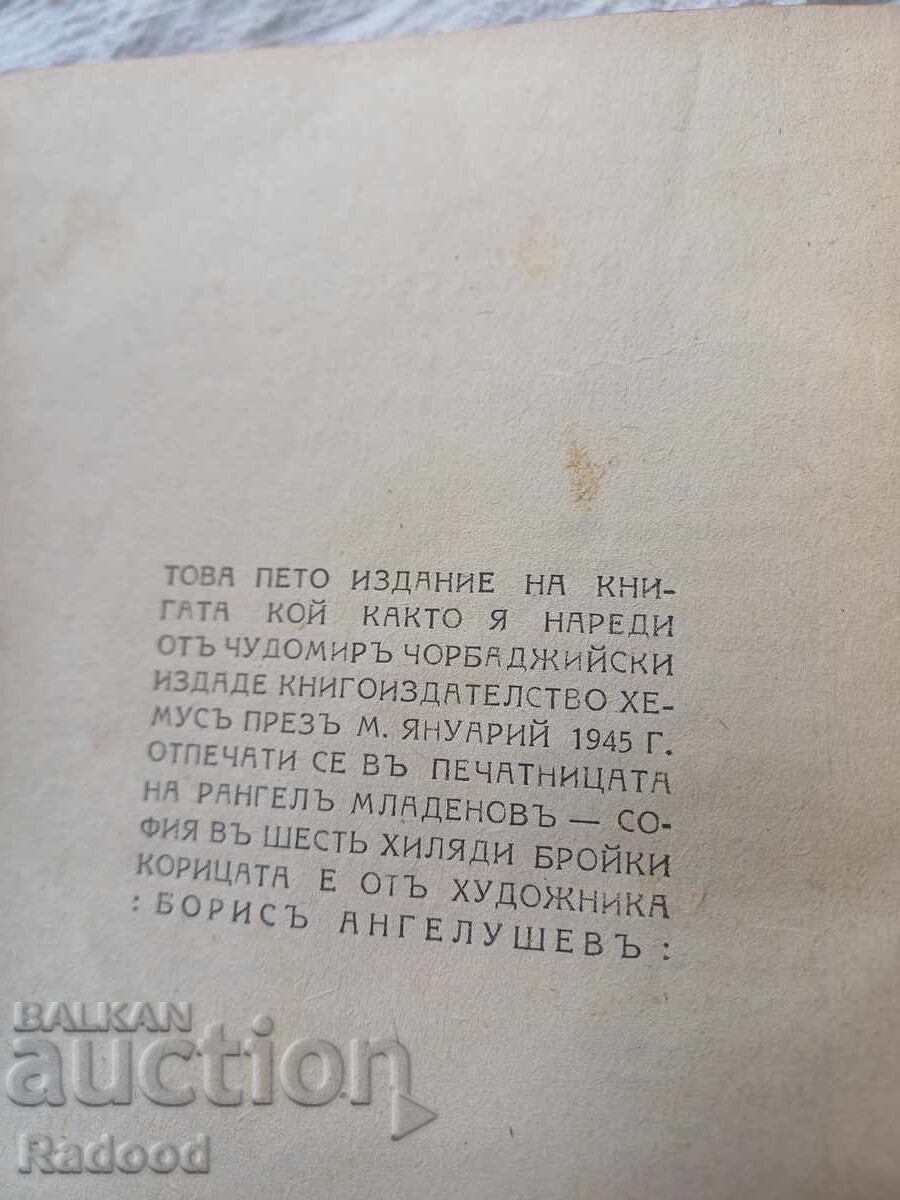 ТОВА ПЕТО ИЗДАНИЕ НА КНИ-
ГАТА КОЙ КАКТО Я НАРЕДИ
ОТЪ ЧУДОМИРЪ ЧОРБАДЖИЙСКИ
ИЗДАДЕ КНИГОИЗДАТЕЛСТВО ХЕ-
МУСЪ ПРЕЗЪ М. ЯНУАРИЙ 1945 Г.
ОТПЕЧАТИ СЕ ВЪ ПЕЧАТНИЦАТА
НА РАНГЕЛЪ МЛАДЕНОВЪ — СО-
ФИЯ ВЪ ШЕСТЬ ХИЛЯДИ БРОЙКИ
КОРИЦАТА Е ОТЪ ХУДОЖНИКА
: БОРИСЪ АНГЕЛУШЕВЪ :
BALKAN
auction
Radood